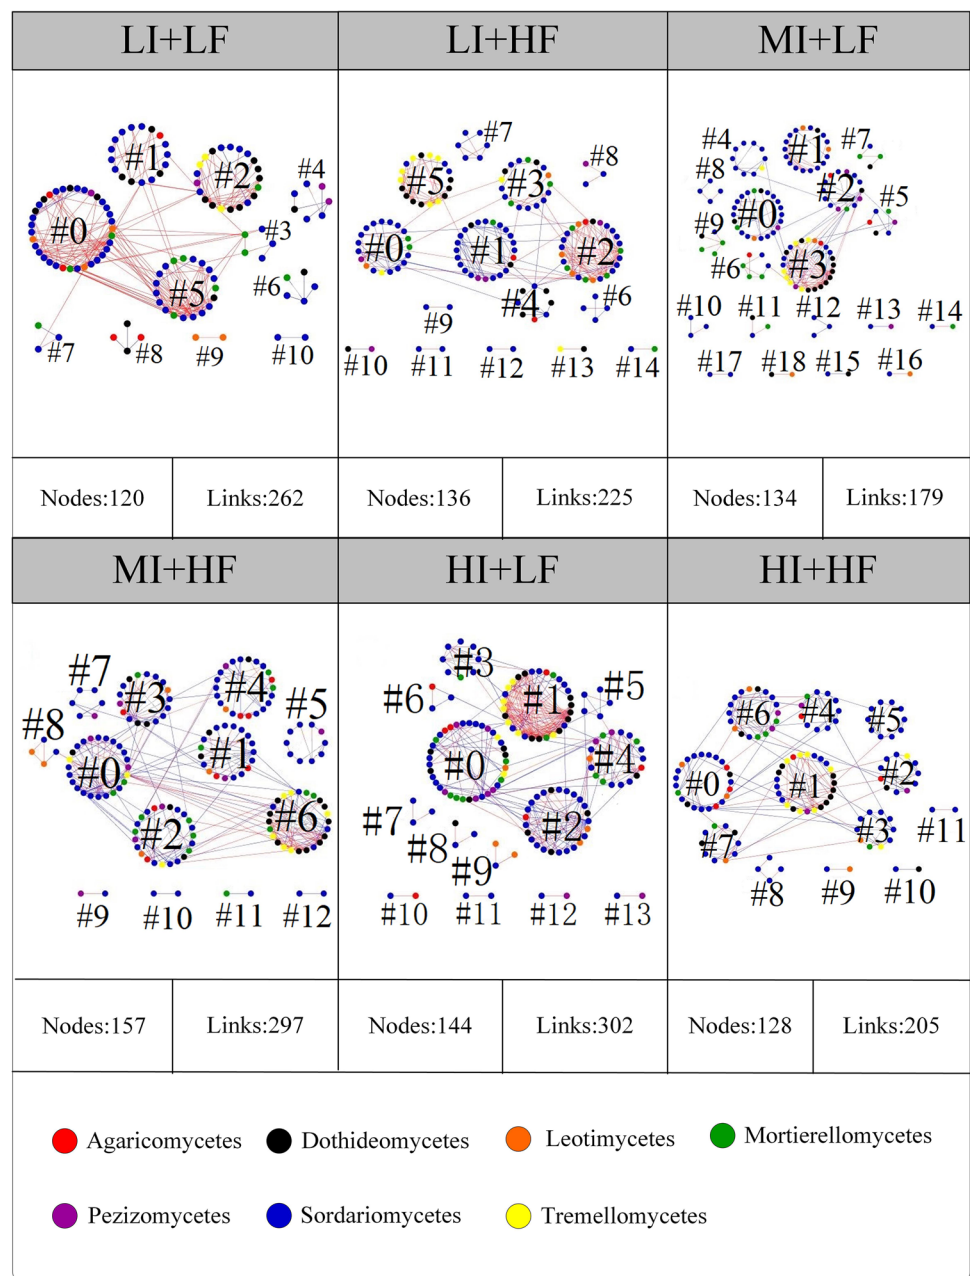 LI+LF LI+HF MI+LF
#0 #1 #2 #3 #4 #5 #6 #7 #8 #9 #10
#0 #1 #2 #3 #4 #5 #6 #7 #8 #9 #10 #11 #12 #13 #14
#0 #1 #2 #3 #4 #5 #6 #7 #8 #9 #10 #11 #12 #13 #14 #17 #18 #15 #16
Nodes:120 Links:262 Nodes:136 Links:225 Nodes:134 Links:179
MI+HF HI+LF HI+HF
#7 #3 #4 #5 #8 #0 #1 #2 #6 #9 #10 #11 #12
#3 #6 #1 #5 #0 #4 #7 #8 #9 #2 #10 #11 #12 #13
#6 #4 #5 #0 #1 #2 #7 #3 #11 #8 #9 #10
Nodes:157 Links:297 Nodes:144 Links:302 Nodes:128 Links:205
Agaricomycetes Dothideomycetes Leotimycetes Mortierellomycetes
Pezizomycetes Sordariomycetes Tremellomycetes